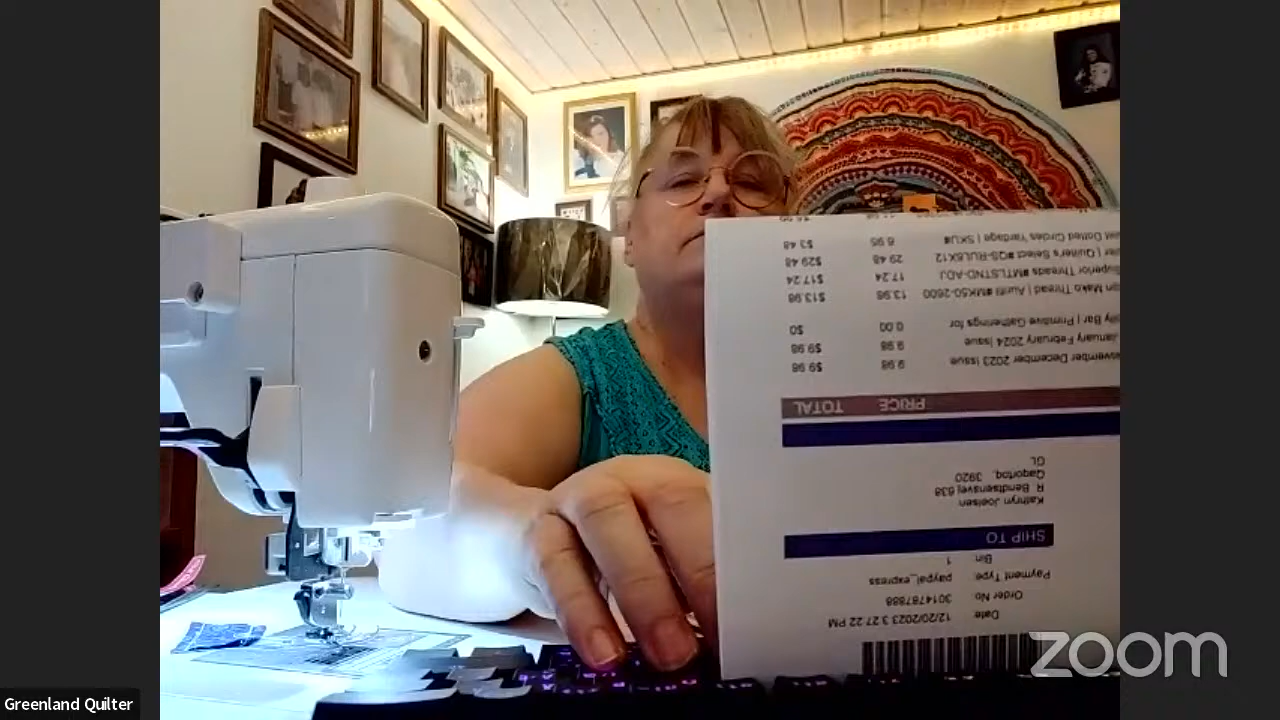 Date: 12/20/2023 3 27 22 PM
Order No:
Payment Type: paypal_express
Bin: 1
SHIP TO
Kathryn Joelsen
R. Bendtsensvej 638
Qaqortoq, 3920
GL
PRICE TOTAL
November December 2023 Issue 9.98 $9.98
January February 2024 Issue 9.98 $9.98
Bar | Primitive Gatherings for 0.00 $0
Mako Thread | Aurifil #MK50-2600 13.98 $13.98
Superior Threads #MTLSTND-ADJ 17.24 $17.24
| Quilter's Select #QS-RUL6X12 29.48 $29.48
Dotted Circles Yardage | SKU# 6.95 $3.48
zoom
Greenland Quilter